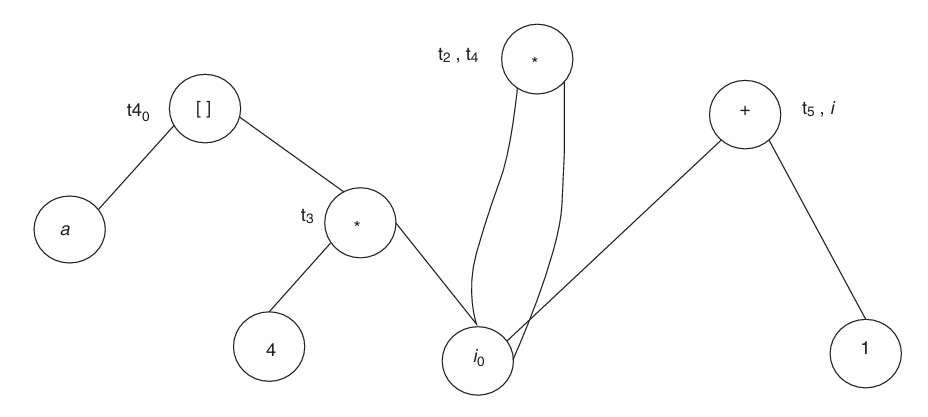 t₂ , t₄
*
t4₀
[ ]
+
t₅ , i
t₃
*
a
4
i₀
1